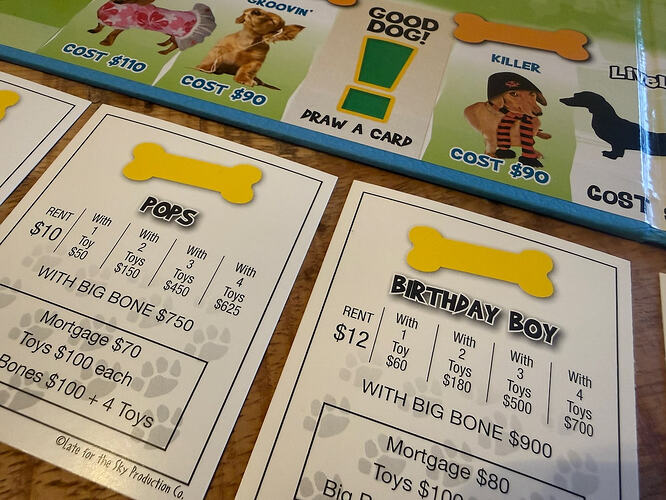 COST $110
GROOVIN'
COST $90
GOOD
DOG!
!
DRAW A CARD
KILLER
COST $90
COST $
POPS
RENT
$10
With
1
Toy
$50
With
2
Toys
$150
With
3
Toys
$450
With
4
Toys
$625
WITH BIG BONE $750
Mortgage $70
Toys $100 each
Bones $100 + 4 Toys
©Late for the Sky Production Co.
BIRTHDAY BOY
RENT
$12
With
1
Toy
$60
With
2
Toys
$180
With
3
Toys
$500
With
4
Toys
$700
WITH BIG BONE $900
Mortgage $80
Toys $100
Big